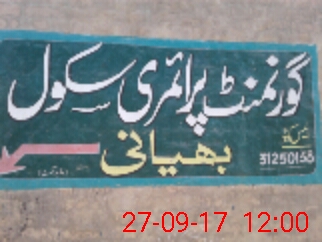 گورنمنٹ پرائمری سکول
بھیانی
31250158
27-09-17 12:00